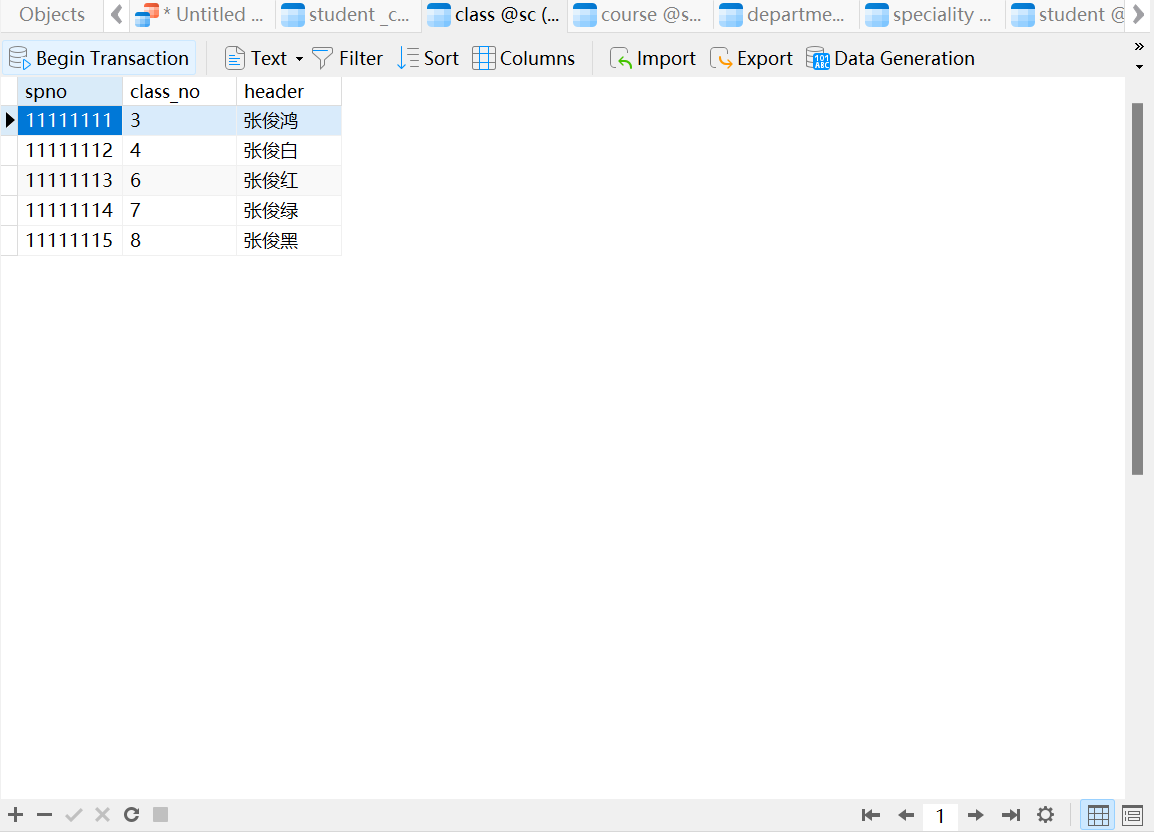 Objects * Untitled ... student _c... class @sc (... course @s... departme... speciality ... student @
Begin Transaction Text Filter Sort Columns Import Export Data Generation »
spno class_no header
11111111 3 张俊鸿
11111112 4 张俊白
11111113 6 张俊红
11111114 7 张俊绿
11111115 8 张俊黑
1